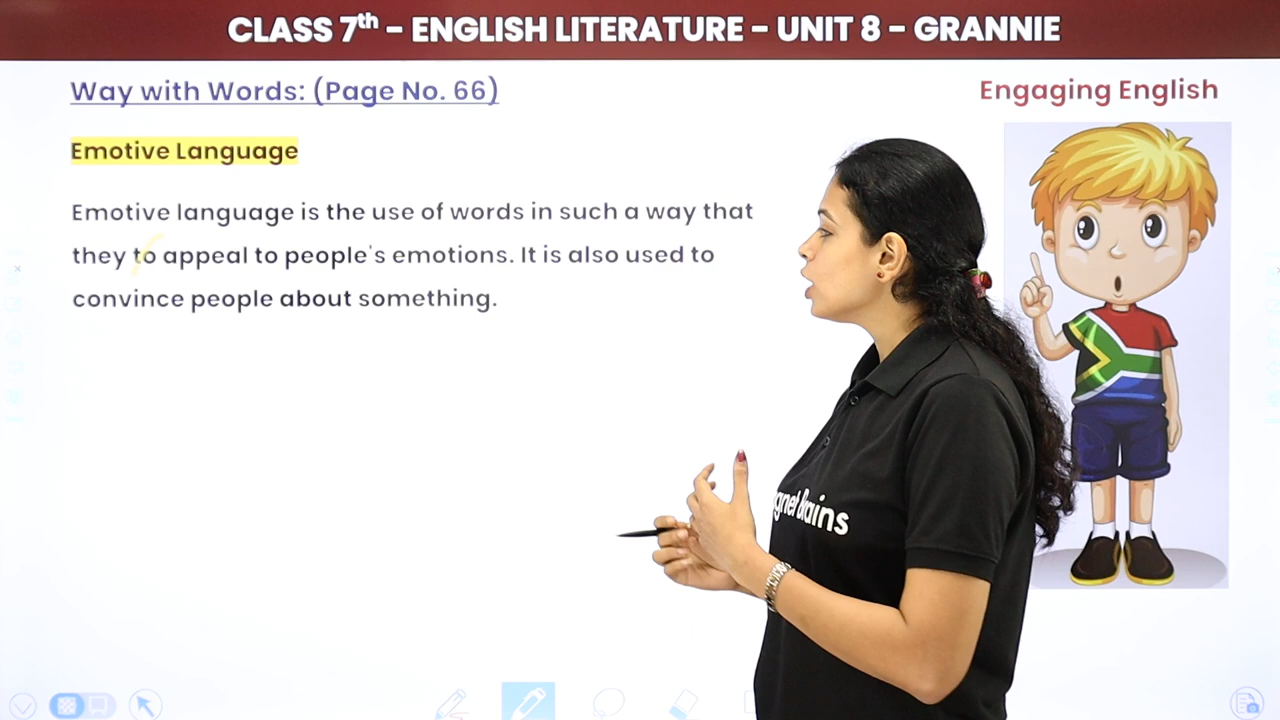 CLASS 7th - ENGLISH LITERATURE - UNIT 8 - GRANNIE
Way with Words: (Page No. 66)
Engaging English
Emotive Language
Emotive language is the use of words in such a way that
they to appeal to people's emotions. It is also used to
convince people about something.
gnet Brains